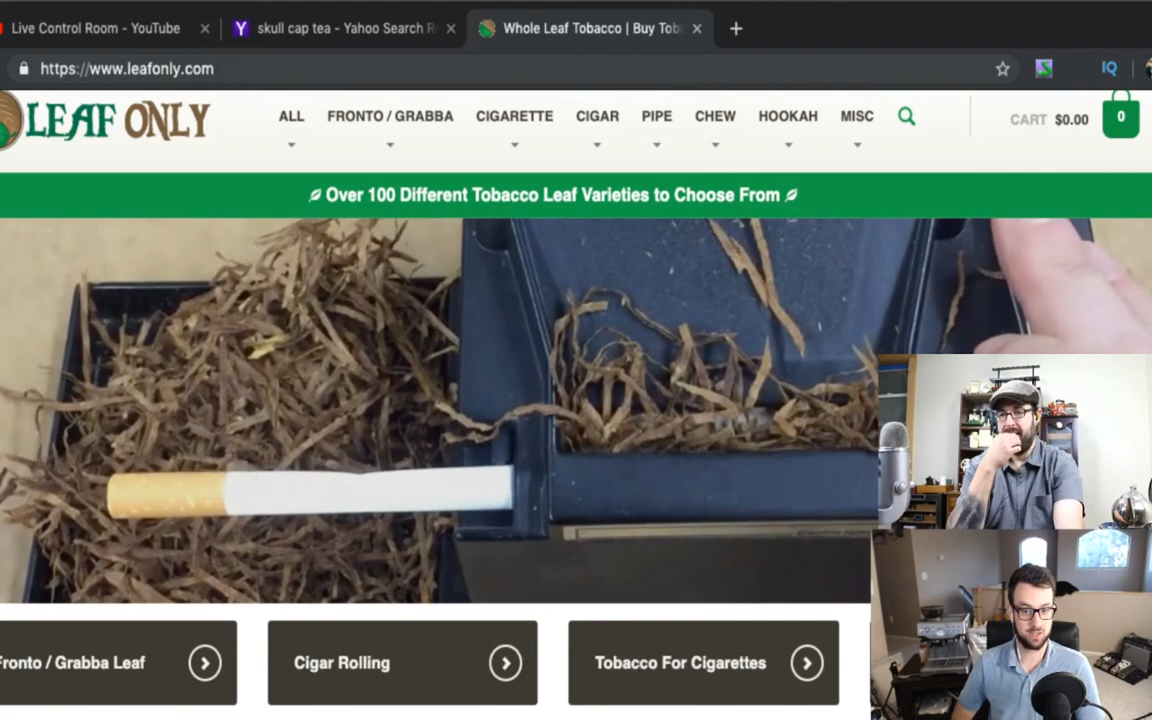 Live Control Room - YouTube
skull cap tea - Yahoo Search R
Whole Leaf Tobacco | Buy Tob
https://www.leafonly.com
IQ
LEAF ONLY
ALL
FRONTO / GRABBA
CIGARETTE
CIGAR
PIPE
CHEW
HOOKAH
MISC
CART $0.00
0
Over 100 Different Tobacco Leaf Varieties to Choose From
Fronto / Grabba Leaf
Cigar Rolling
Tobacco For Cigarettes